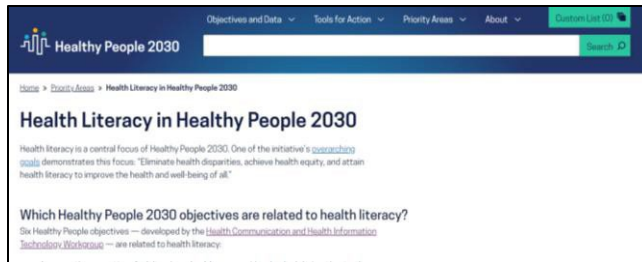 Objectives and Data Tools for Action Priority Areas About Custom List (0)
Healthy People 2030
Search
Home » Priority Areas » Health Literacy in Healthy People 2030
Health Literacy in Healthy People 2030
Health literacy is a central focus of Healthy People 2030. One of the initiative's overarching
goals demonstrates this focus: "Eliminate health disparities, achieve health equity, and attain
health literacy to improve the health and well-being of all."
Which Healthy People 2030 objectives are related to health literacy?
Six Healthy People objectives — developed by the Health Communication and Health Information
Technology Workgroup — are related to health literacy: